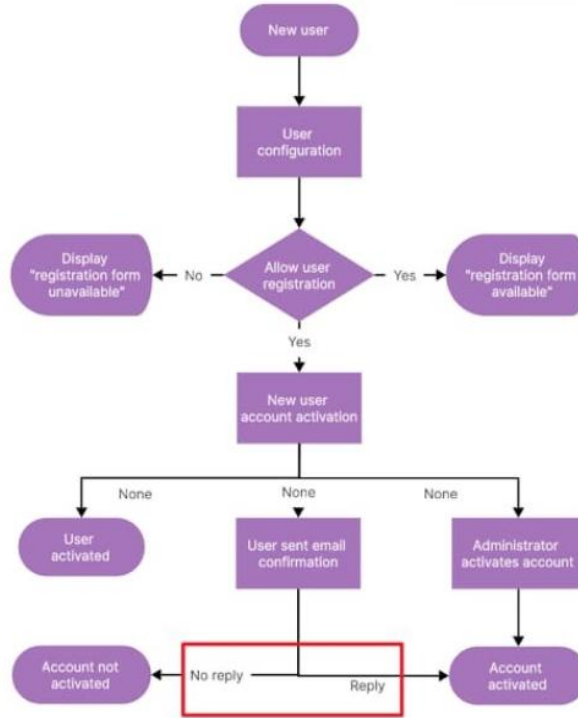 New user
User
configuration
Display
"registration form
unavailable"
No
Allow user
registration
Yes
Display
"registration form
available"
Yes
New user
account activation
None
None
None
User
activated
User sent email
confirmation
Administrator
activates account
Account not
activated
No reply
Reply
Account
activated